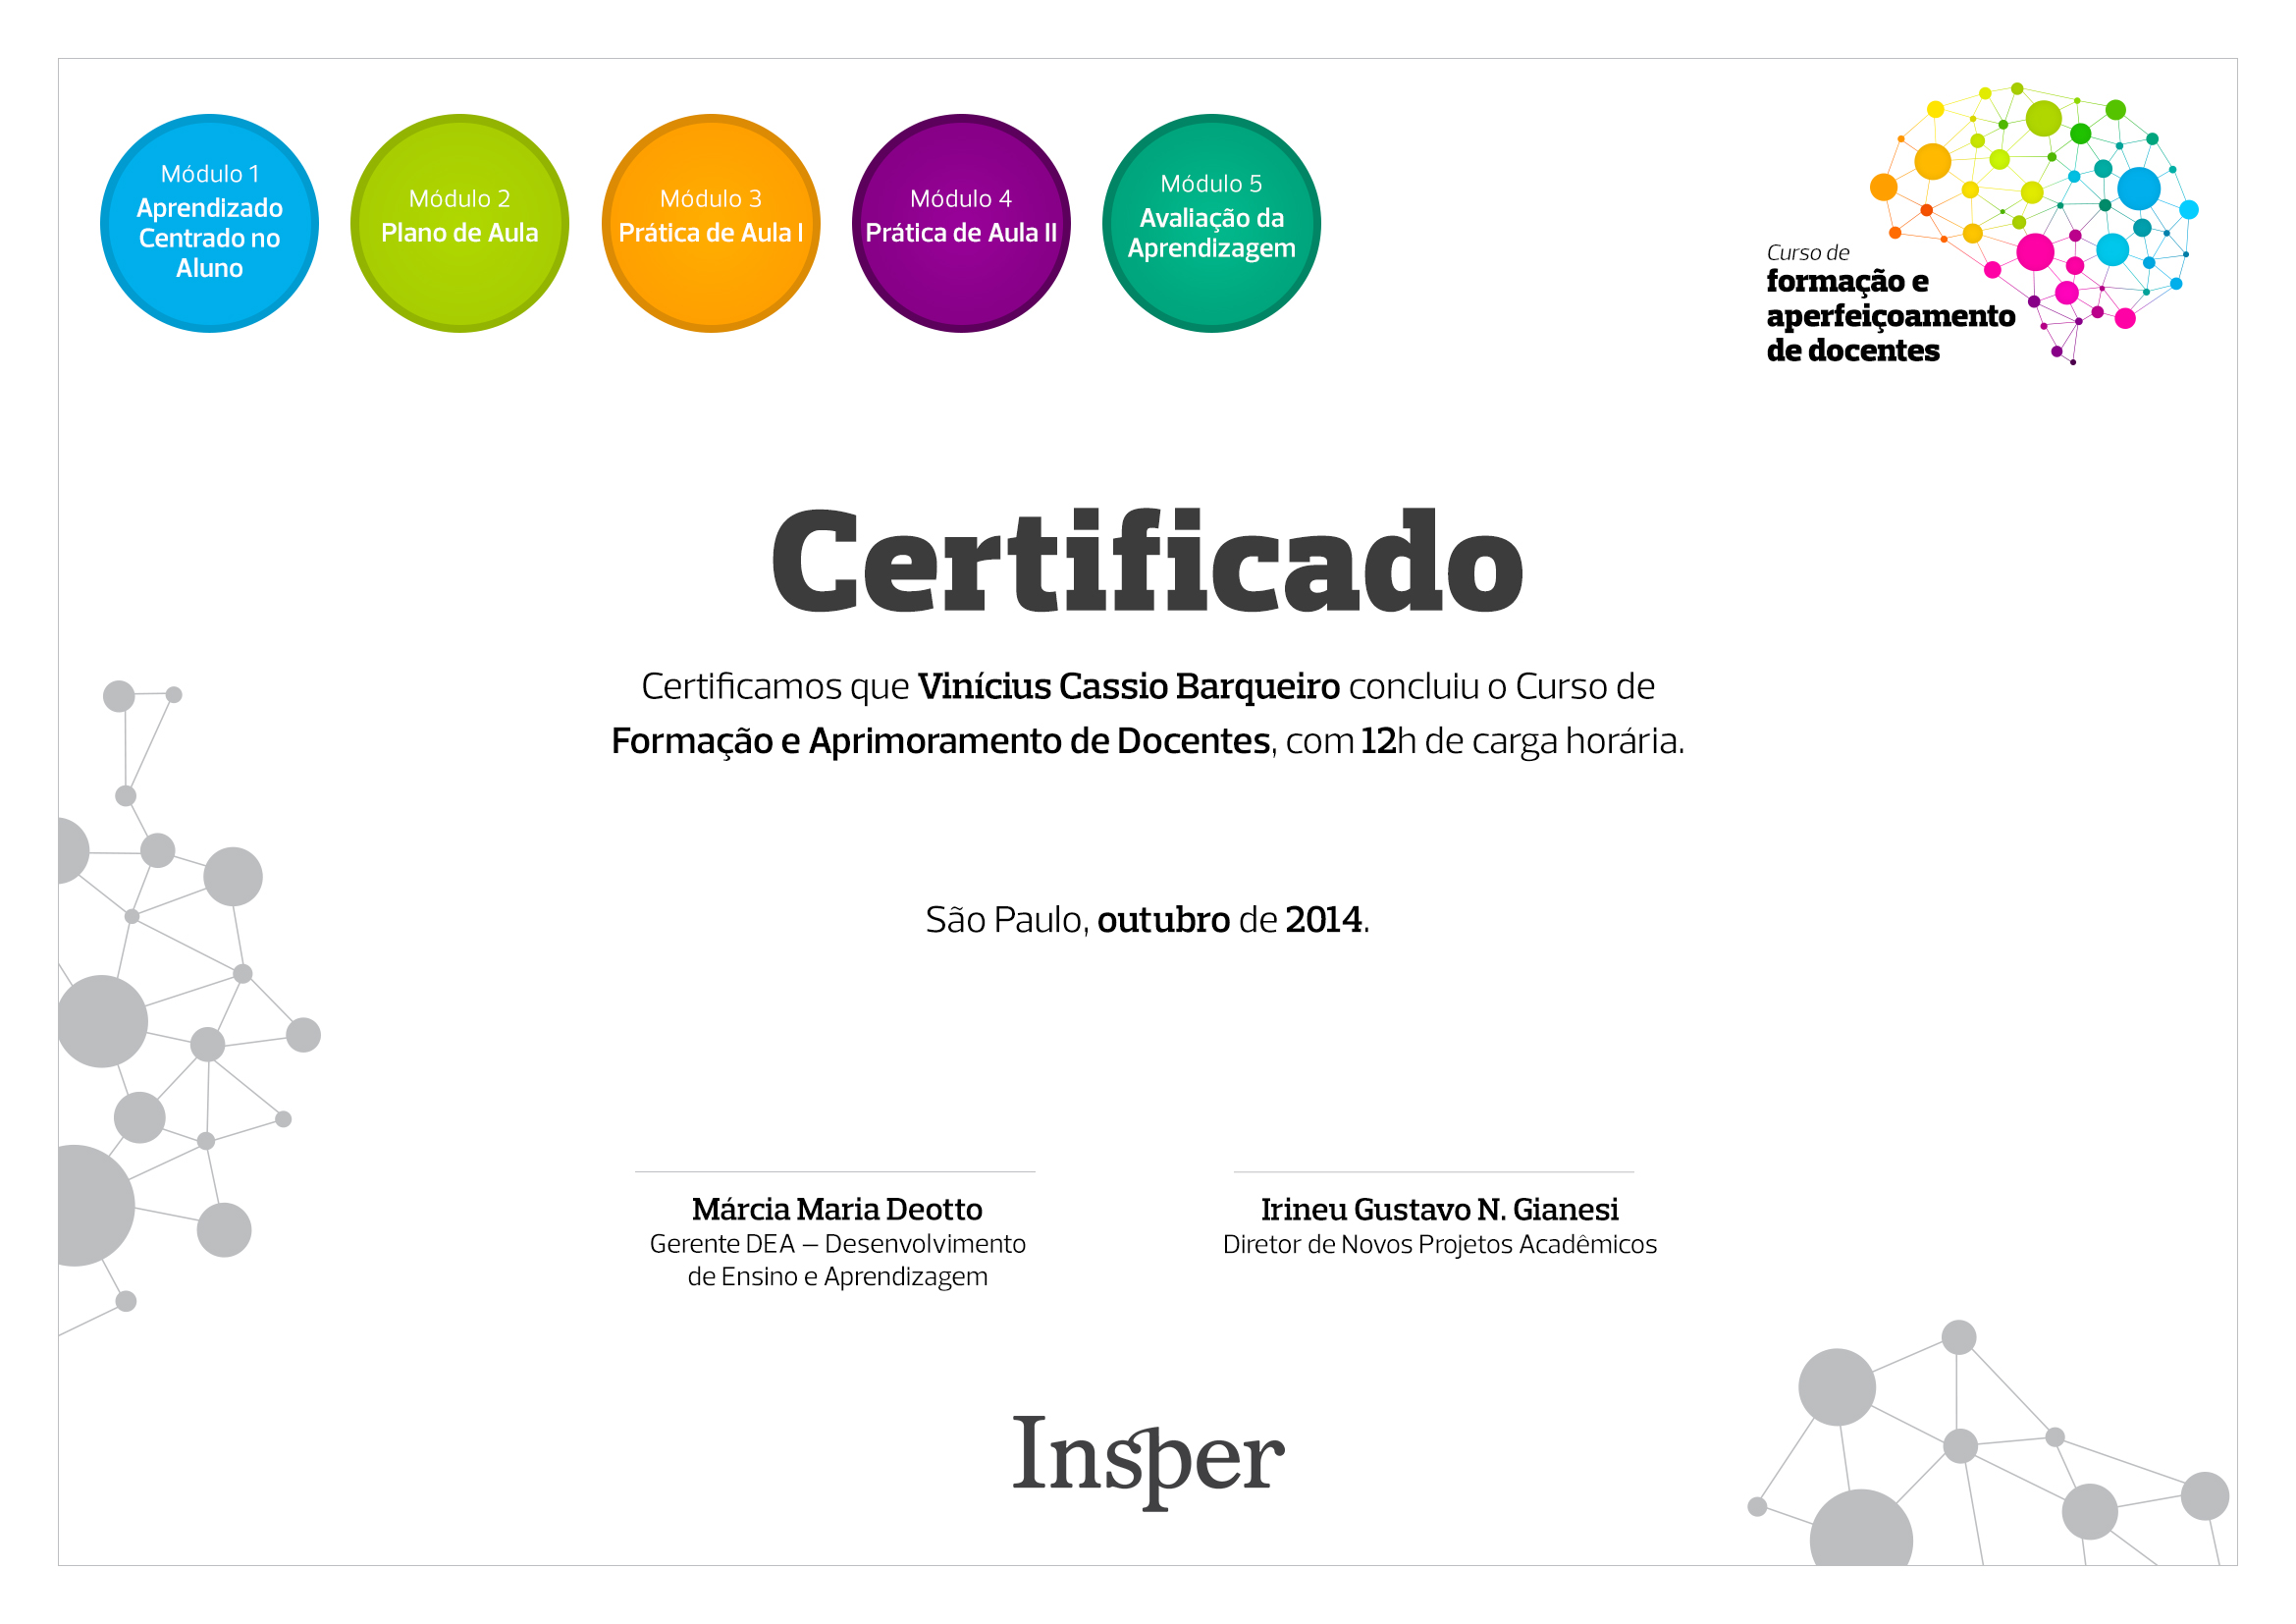 Módulo 1
Aprendizado
Centrado no
Aluno
Módulo 2
Plano de Aula
Módulo 3
Prática de Aula I
Módulo 4
Prática de Aula II
Módulo 5
Avaliação da
Aprendizagem
Curso de
formação e
aperfeiçoamento
de docentes
Certificado
Certificamos que Vinícius Cassio Barqueiro concluiu o Curso de
Formação e Aprimoramento de Docentes, com 12h de carga horária.
São Paulo, outubro de 2014.
Márcia Maria Deotto
Gerente DEA – Desenvolvimento
de Ensino e Aprendizagem
Irineu Gustavo N. Gianesi
Diretor de Novos Projetos Acadêmicos
Insper